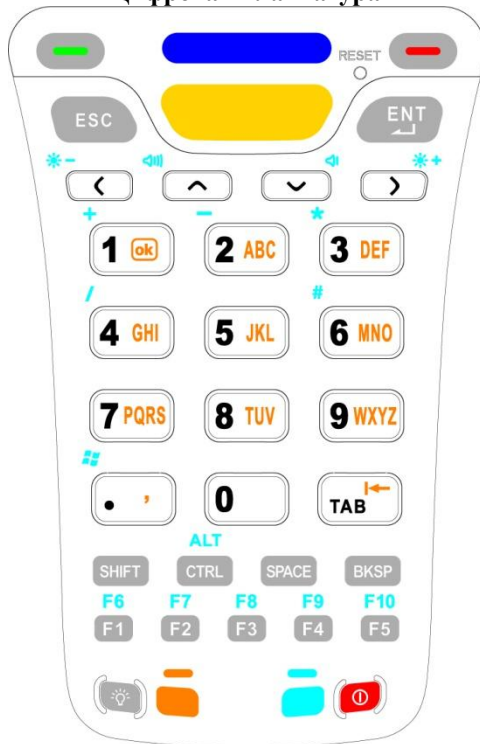 Цифровая клавиатура
RESET
ESC ENT
- +
+ - *
1 ok 2 ABC 3 DEF
/ #
4 GHI 5 JKL 6 MNO
7 PQRS 8 TUV 9 WXYZ
. , 0 TAB
ALT
SHIFT CTRL SPACE BKSP
F6 F7 F8 F9 F10
F1 F2 F3 F4 F5